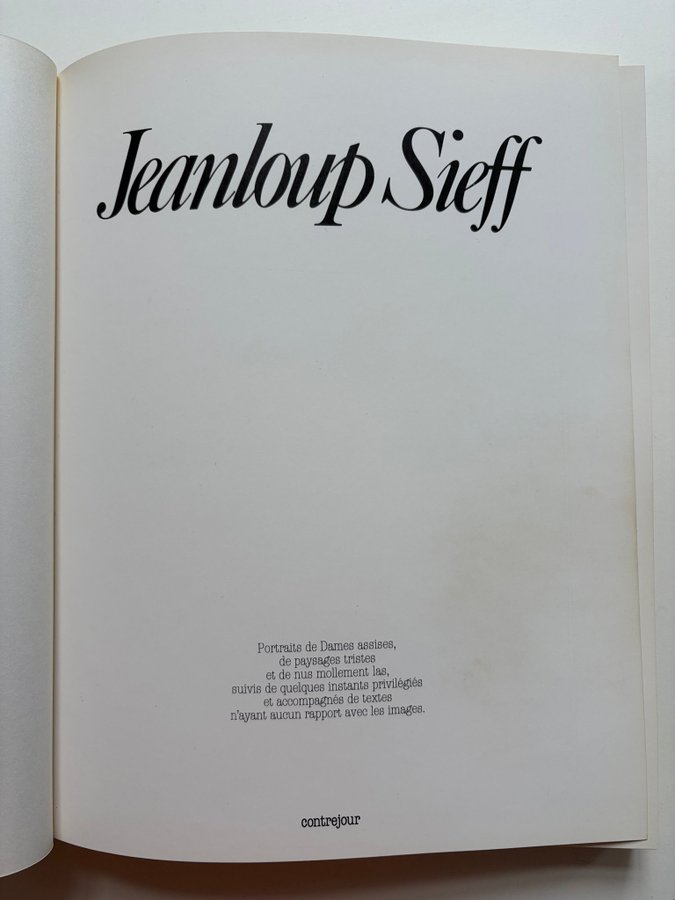 Jeanloup Sieff
Portraits de Dames assises,
de paysages tristes
et de nus mollement las,
suivis de quelques instants privilégiés
et accompagnés de textes
n'ayant aucun rapport avec les images.
contrejour